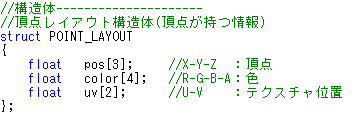 //構造体---------------------
//頂点レイアウト構造体(頂点が持つ情報)
struct POINT_LAYOUT
{
    float   pos[3];     //X-Y-Z   : 頂点
    float   color[4];   //R-G-B-A : 色
    float   uv[2];      //U-V     : テクスチャ位置
};